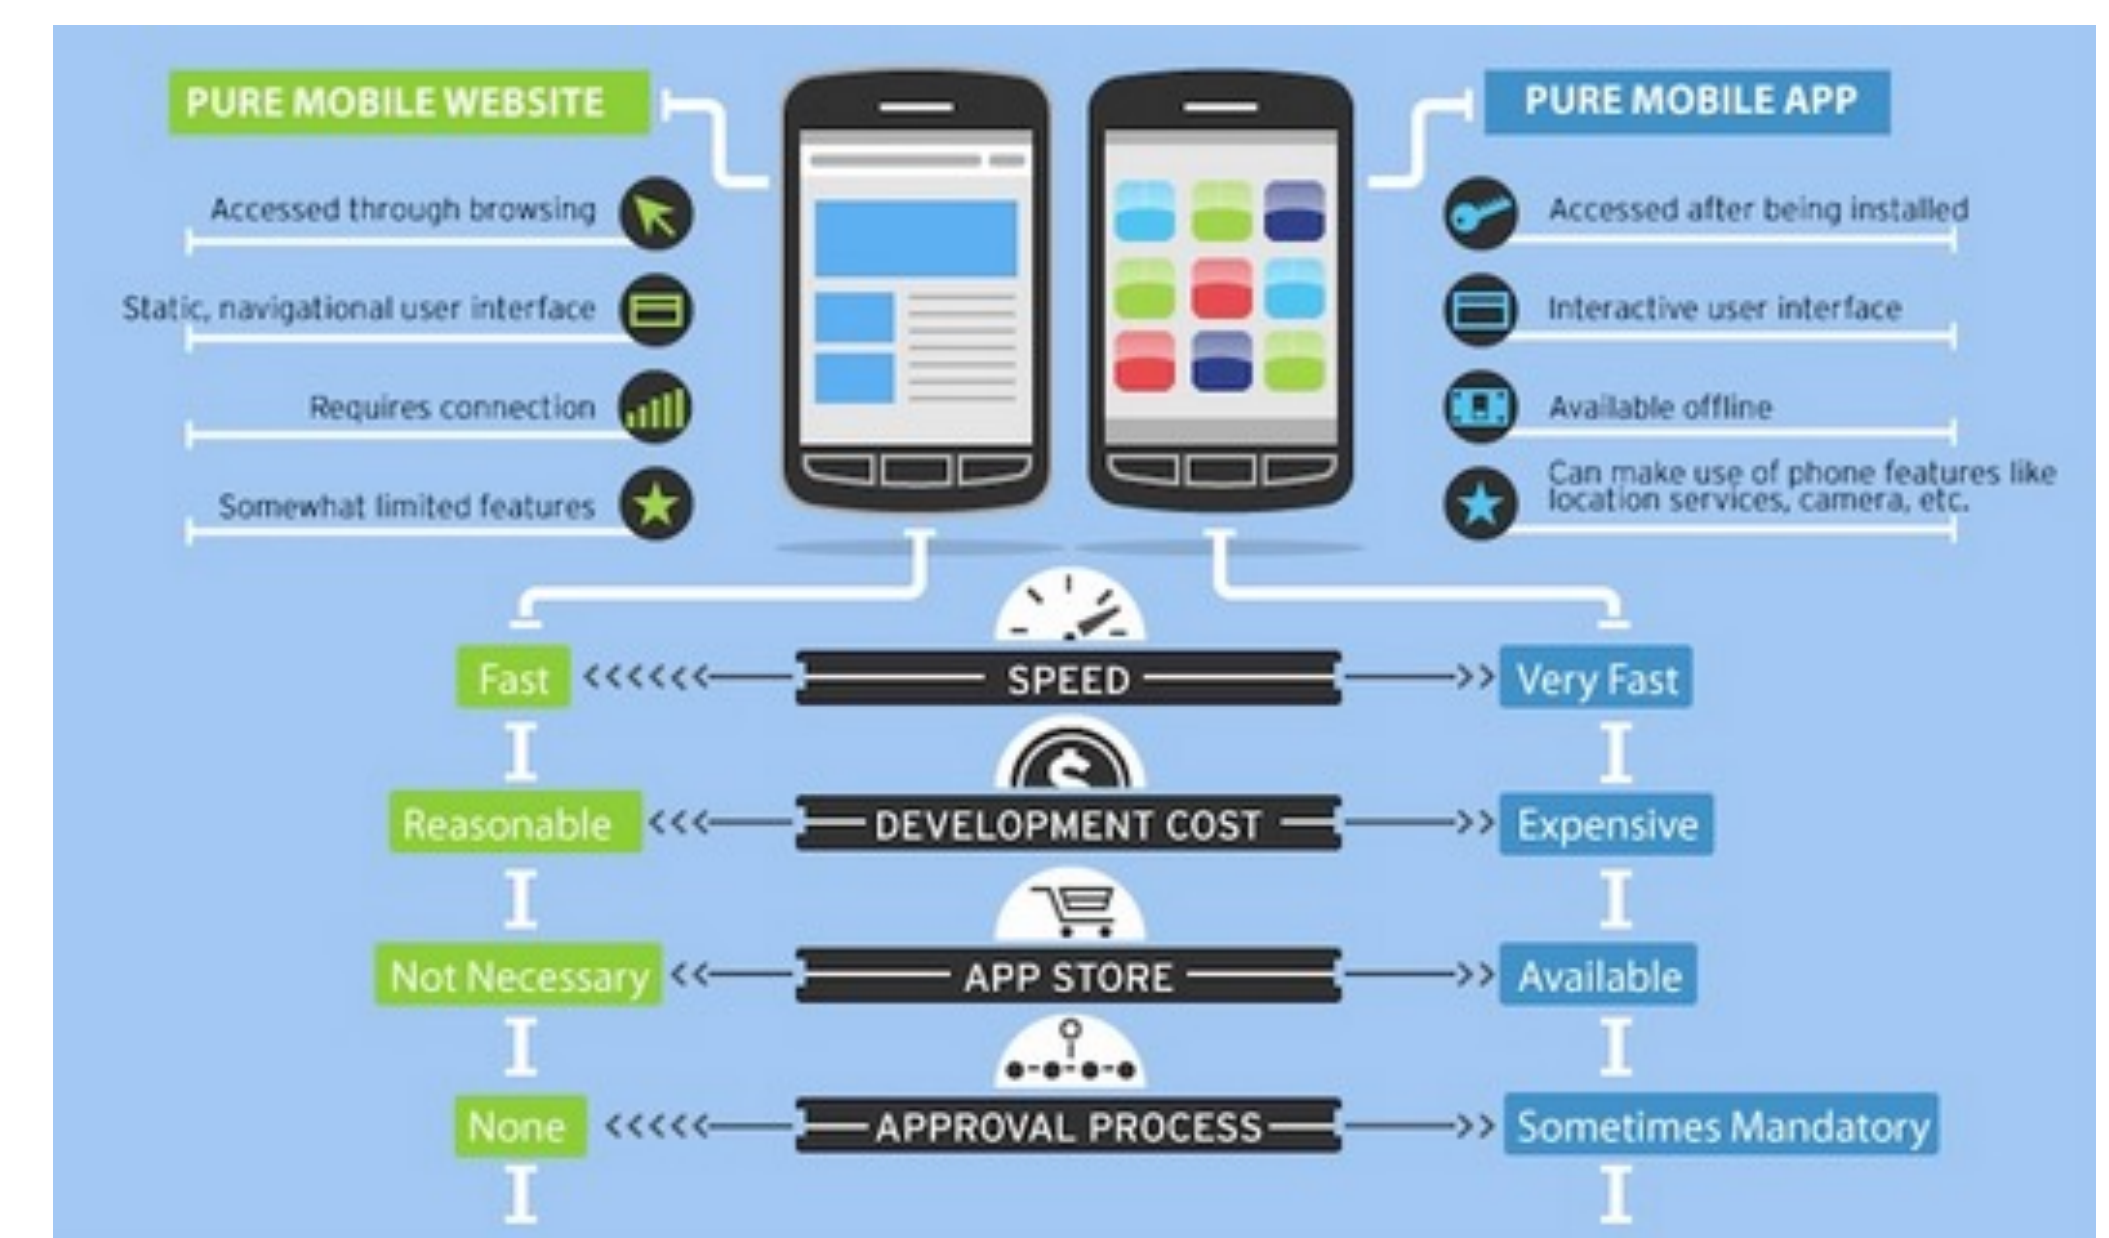 PURE MOBILE WEBSITE
Accessed through browsing
Static, navigational user interface
Requires connection
Somewhat limited features
PURE MOBILE APP
Accessed after being installed
Interactive user interface
Available offline
Can make use of phone features like
location services, camera, etc.
Fast
SPEED
Very Fast
Reasonable
DEVELOPMENT COST
Expensive
Not Necessary
APP STORE
Available
None
APPROVAL PROCESS
Sometimes Mandatory